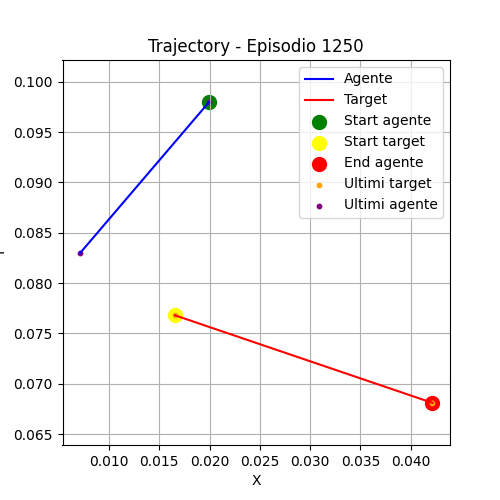 Trajectory - Episodio 1250
0.100
0.095
0.090
0.085
0.080
0.075
0.070
0.065
Agente
Target
Start agente
Start target
End agente
Ultimi target
Ultimi agente
0.010 0.015 0.020 0.025 0.030 0.035 0.040
X